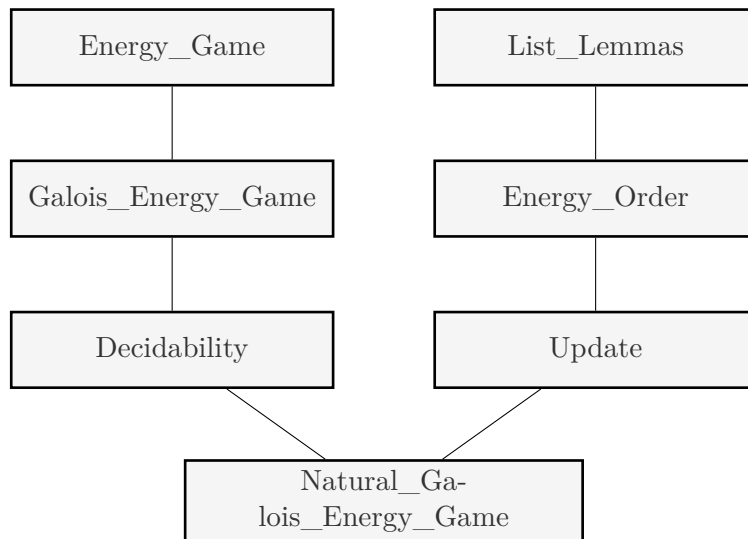 Energy_Game
List_Lemmas
Galois_Energy_Game
Energy_Order
Decidability
Update
Natural_Ga-
lois_Energy_Game